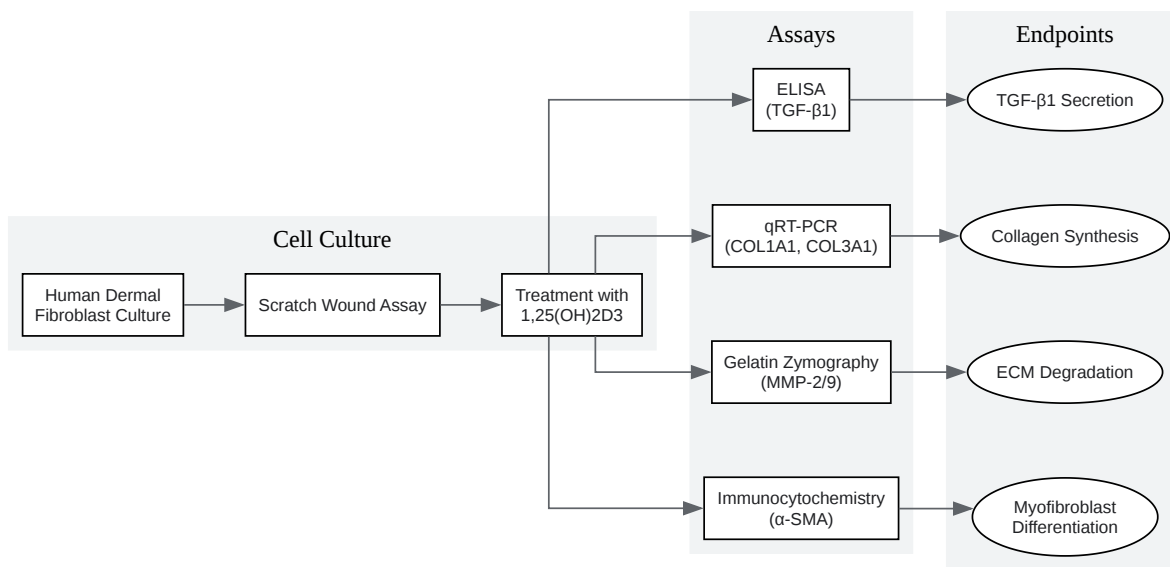 Assays
Endpoints
ELISA
(TGF-β1)
TGF-β1 Secretion
qRT-PCR
(COL1A1, COL3A1)
Collagen Synthesis
Cell Culture
Human Dermal
Fibroblast Culture
Scratch Wound Assay
Treatment with
1,25(OH)2D3
Gelatin Zymography
(MMP-2/9)
ECM Degradation
Immunocytochemistry
(α-SMA)
Myofibroblast
Differentiation